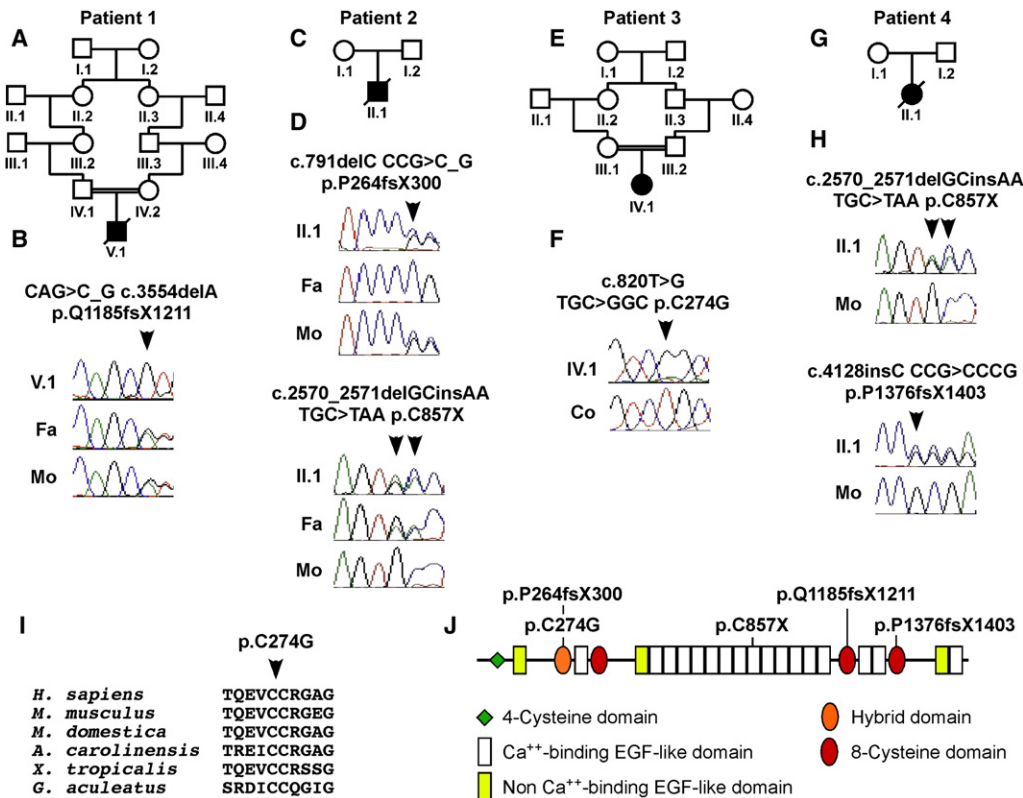 Patient 1
Patient 2
Patient 3
Patient 4
A
I.1
I.2
II.1
II.2
II.3
II.4
III.1
III.2
III.3
III.4
IV.1
IV.2
V.1
B
CAG>C_G c.3554delA
p.Q1185fsX1211
V.1
Fa
Mo
C
I.1
I.2
II.1
D
c.791delC CCG>C_G
p.P264fsX300
II.1
Fa
Mo
c.2570_2571delGCinsAA
TGC>TAA p.C857X
II.1
Fa
Mo
E
I.1
I.2
II.1
II.2
II.3
II.4
III.1
III.2
IV.1
F
c.820T>G
TGC>GGC p.C274G
IV.1
Co
G
I.1
I.2
II.1
H
c.2570_2571delGCinsAA
TGC>TAA p.C857X
II.1
Mo
c.4128insC CCG>CCCG
p.P1376fsX1403
II.1
Mo
I
p.C274G
H. sapiens TQEVCCRGAG
M. musculus TQEVCCRGEG
M. domestica TQEVCCRGAG
A. carolinensis TREICCRGAG
X. tropicalis TQEVCCRSSG
G. aculeatus SRDICCQGIG
J
p.P264fsX300
p.Q1185fsX1211
p.C274G
p.C857X
p.P1376fsX1403
4-Cysteine domain
Ca++-binding EGF-like domain
Non Ca++-binding EGF-like domain
Hybrid domain
8-Cysteine domain